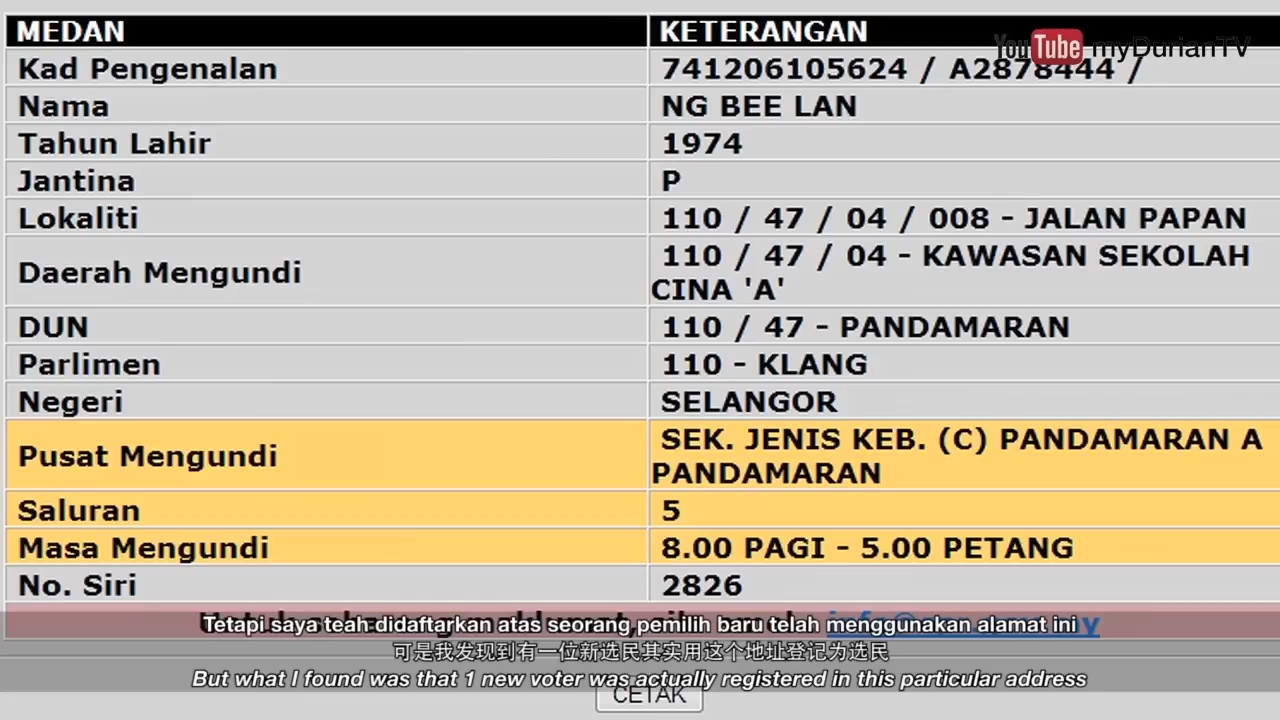 MEDAN KETERANGAN
YouTube myDurianTV
Kad Pengenalan 741206105624 / A2878444 /
Nama NG BEE LAN
Tahun Lahir 1974
Jantina P
Lokaliti 110 / 47 / 04 / 008 - JALAN PAPAN
Daerah Mengundi 110 / 47 / 04 - KAWASAN SEKOLAH
CINA 'A'
DUN 110 / 47 - PANDAMARAN
Parlimen 110 - KLANG
Negeri SELANGOR
Pusat Mengundi SEK. JENIS KEB. (C) PANDAMARAN A
PANDAMARAN
Saluran 5
Masa Mengundi 8.00 PAGI - 5.00 PETANG
No. Siri 2826
Tetapi saya teah didaftarkan atas seorang pemilih baru telah menggunakan alamat ini
可是我发现到有一位新选民其实用这个地址登记为选民
But what I found was that 1 new voter was actually registered in this particular address
CETAK